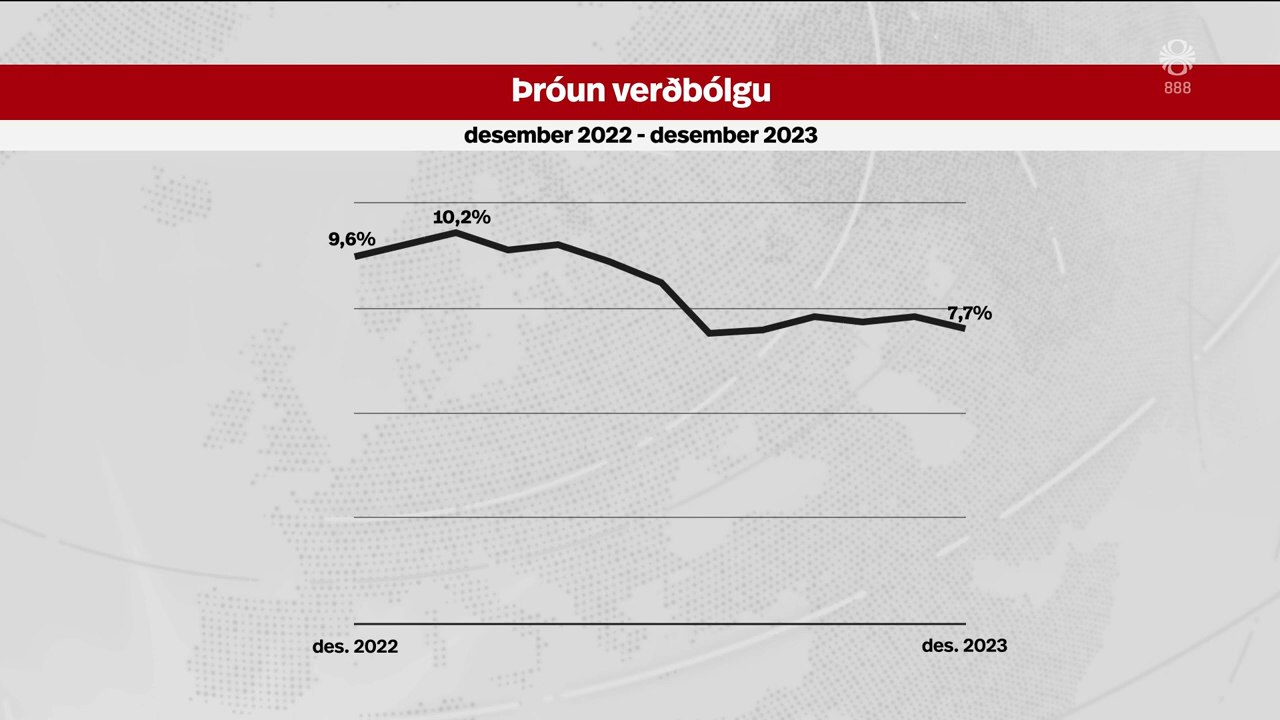 888
Þróun verðbólgu
desember 2022 - desember 2023
10,2%
9,6%
7,7%
des. 2022
des. 2023